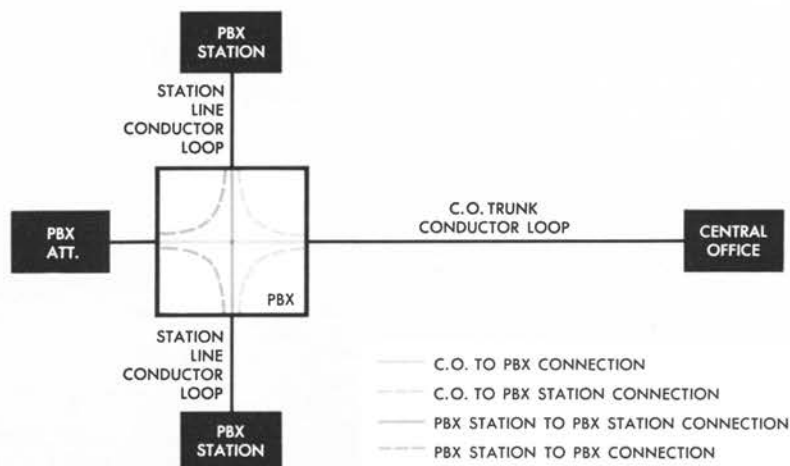 PBX
STATION
STATION
LINE
CONDUCTOR
LOOP
PBX
ATT.
C.O. TRUNK
CONDUCTOR LOOP
CENTRAL
OFFICE
PBX
STATION
LINE
CONDUCTOR
LOOP
PBX
STATION
C.O. TO PBX CONNECTION
C.O. TO PBX STATION CONNECTION
PBX STATION TO PBX STATION CONNECTION
PBX STATION TO PBX CONNECTION